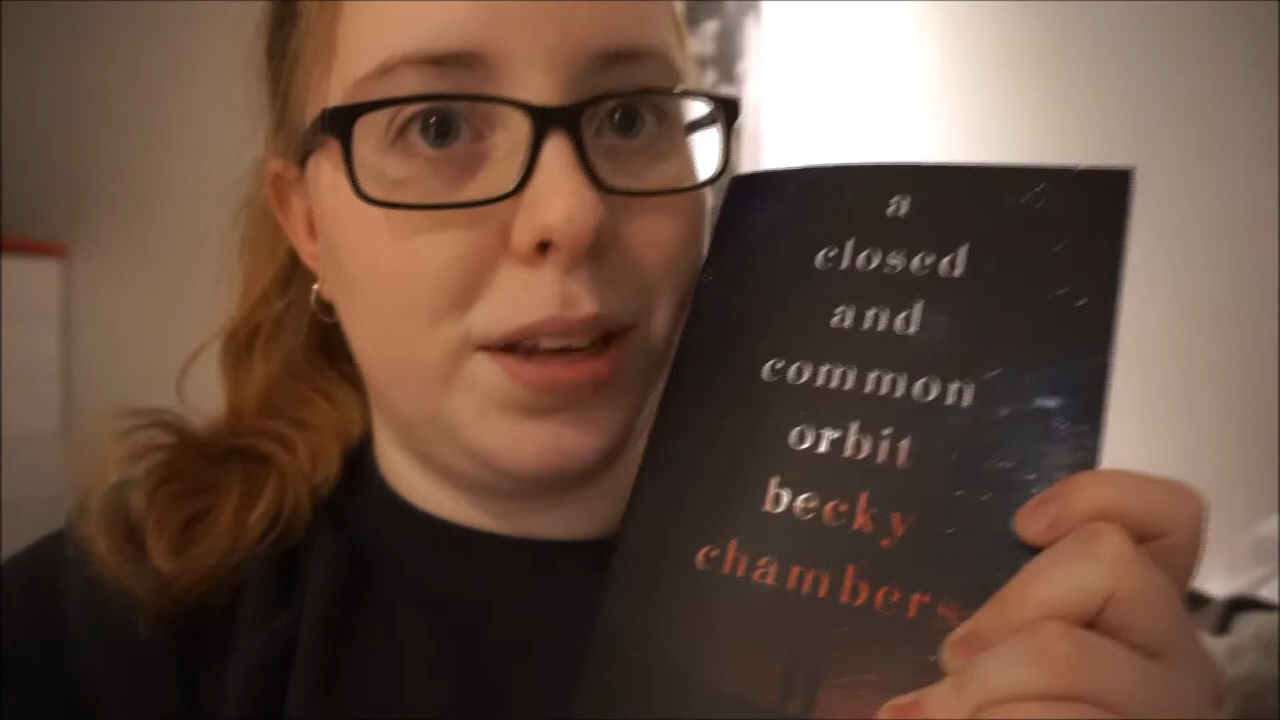 a
closed
and
common
orbit
becky
chambers